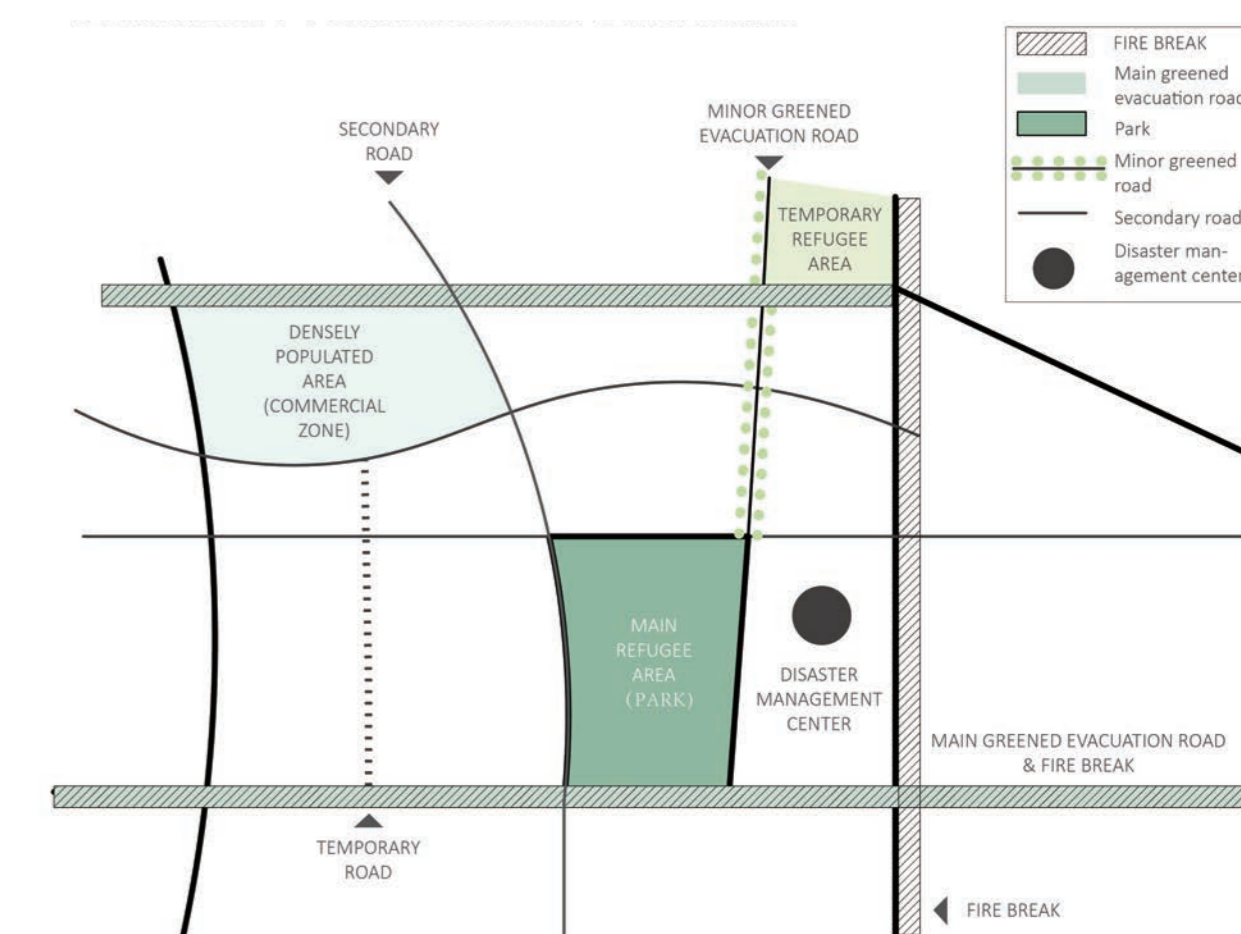 FIRE BREAK
Main greened
evacuation road
Park
Minor greened
road
Secondary road
Disaster man-
agement center
SECONDARY
ROAD
MINOR GREENED
EVACUATION ROAD
TEMPORARY
REFUGEE
AREA
DENSELY
POPULATED
AREA
(COMMERCIAL
ZONE)
MAIN
REFUGEE
AREA
(PARK)
DISASTER
MANAGEMENT
CENTER
MAIN GREENED EVACUATION ROAD
& FIRE BREAK
TEMPORARY
ROAD
FIRE BREAK